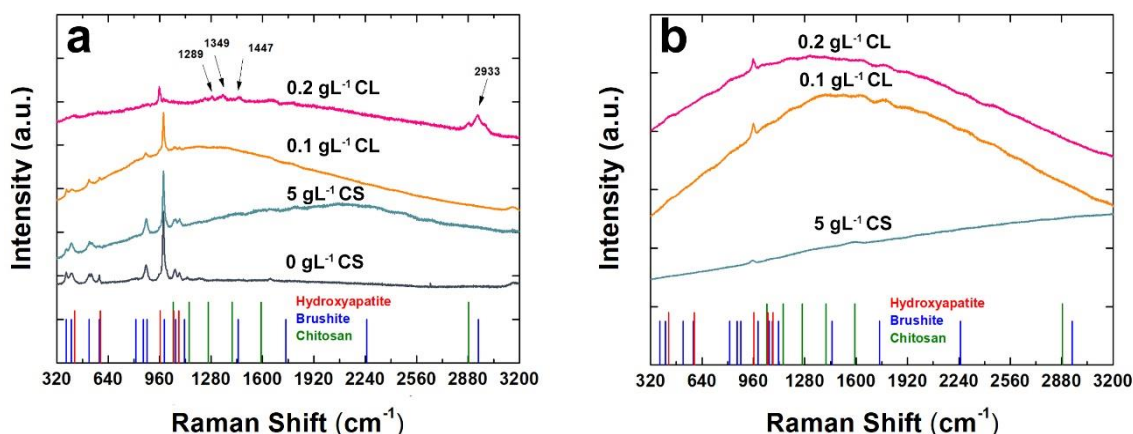 a
1289
1349
1447
2933
0.2 gL⁻¹ CL
0.1 gL⁻¹ CL
5 gL⁻¹ CS
0 gL⁻¹ CS
Hydroxyapatite
Brushite
Chitosan
Intensity (a.u.)
320 640 960 1280 1600 1920 2240 2560 2880 3200
Raman Shift (cm⁻¹)
b
0.2 gL⁻¹ CL
0.1 gL⁻¹ CL
5 gL⁻¹ CS
Hydroxyapatite
Brushite
Chitosan
Intensity (a.u.)
320 640 960 1280 1600 1920 2240 2560 2880 3200
Raman Shift (cm⁻¹)